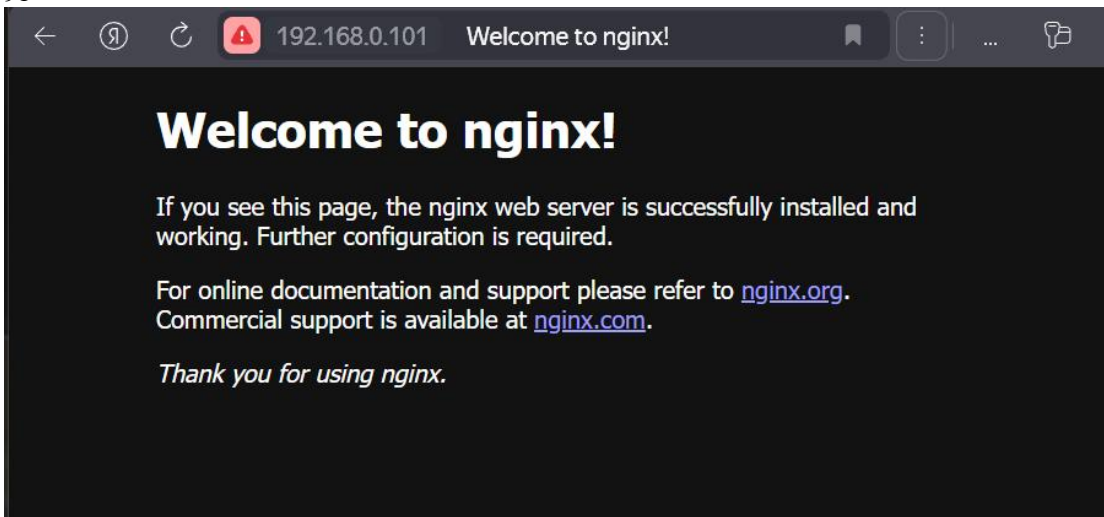 Я 192.168.0.101 Welcome to nginx! ...
Welcome to nginx!
If you see this page, the nginx web server is successfully installed and
working. Further configuration is required.
For online documentation and support please refer to nginx.org.
Commercial support is available at nginx.com.
Thank you for using nginx.